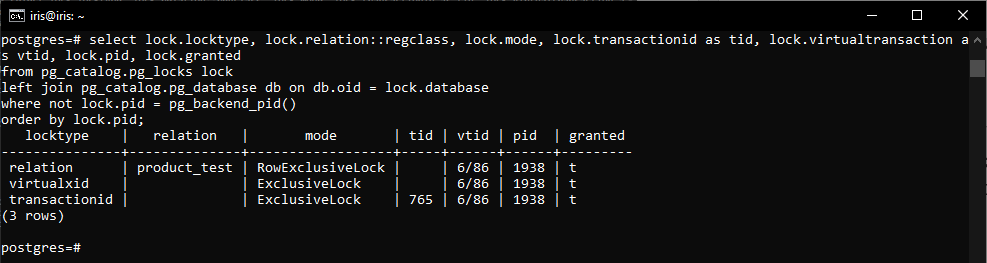 iris@iris: ~
postgres=# select lock.locktype, lock.relation::regclass, lock.mode, lock.transactionid as tid, lock.virtualtransaction a
s vtid, lock.pid, lock.granted
from pg_catalog.pg_locks lock
left join pg_catalog.pg_database db on db.oid = lock.database
where not lock.pid = pg_backend_pid()
order by lock.pid;
   locktype    |   relation   |       mode       | tid | vtid | pid  | granted
---------------+--------------+------------------+-----+------+------+---------
 relation      | product_test | RowExclusiveLock |     | 6/86 | 1938 | t
 virtualxid    |              | ExclusiveLock    |     | 6/86 | 1938 | t
 transactionid |              | ExclusiveLock    | 765 | 6/86 | 1938 | t
(3 rows)
postgres=#